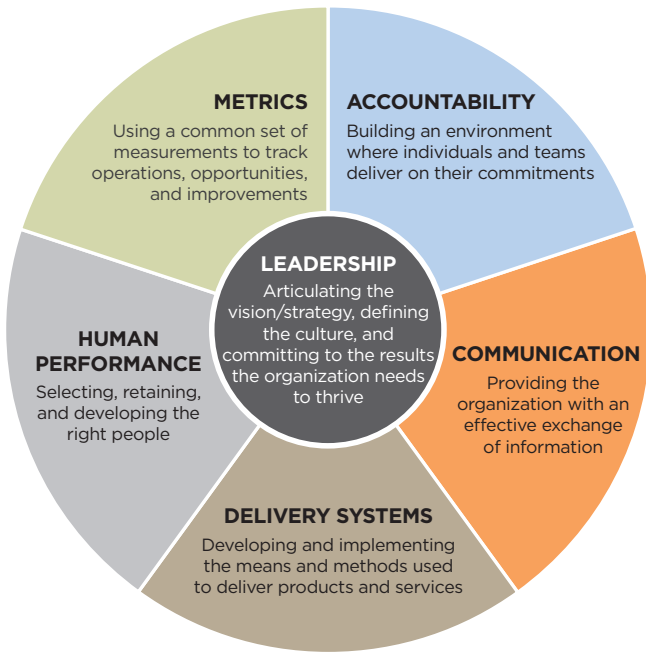 METRICS
Using a common set of
measurements to track
operations, opportunities,
and improvements
ACCOUNTABILITY
Building an environment
where individuals and teams
deliver on their commitments
LEADERSHIP
Articulating the
vision/strategy, defining
the culture, and
committing to the results
the organization needs
to thrive
HUMAN
PERFORMANCE
Selecting, retaining,
and developing the
right people
COMMUNICATION
Providing the
organization with an
effective exchange
of information
DELIVERY SYSTEMS
Developing and implementing
the means and methods used
to deliver products and services